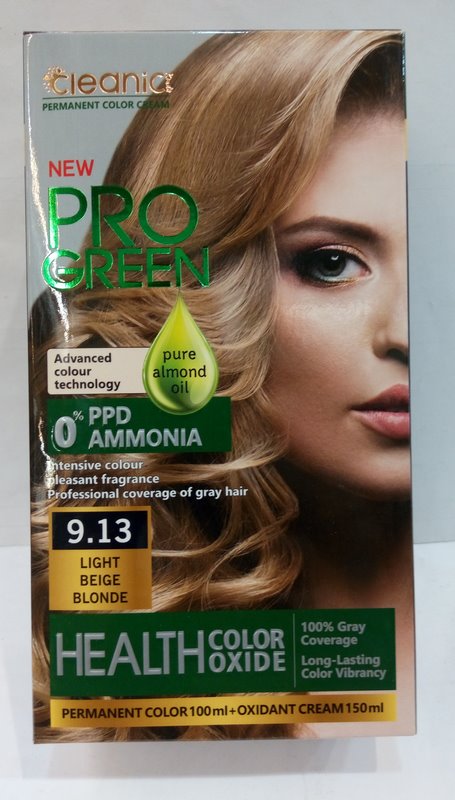 Cleania
PERMANENT COLOR CREAM
NEW
PRO
GREEN
Advanced
colour
technology
pure
almond
oil
0% PPD
AMMONIA
Intensive colour
pleasant fragrance
Professional coverage of gray hair
9.13
LIGHT
BEIGE
BLONDE
HEALTH COLOR
OXIDE
100% Gray
Coverage
Long-Lasting
Color Vibrancy
PERMANENT COLOR 100ml+OXIDANT CREAM 150ml